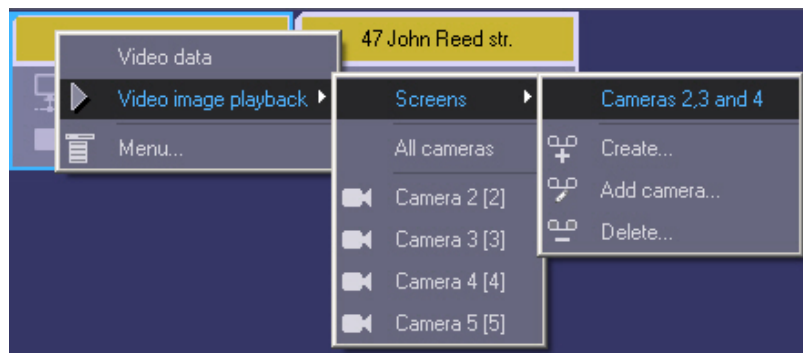 47 John Reed str.
Video data
Video image playback
Menu...
Screens
All cameras
Camera 2 [2]
Camera 3 [3]
Camera 4 [4]
Camera 5 [5]
Cameras 2,3 and 4
Create...
Add camera...
Delete...